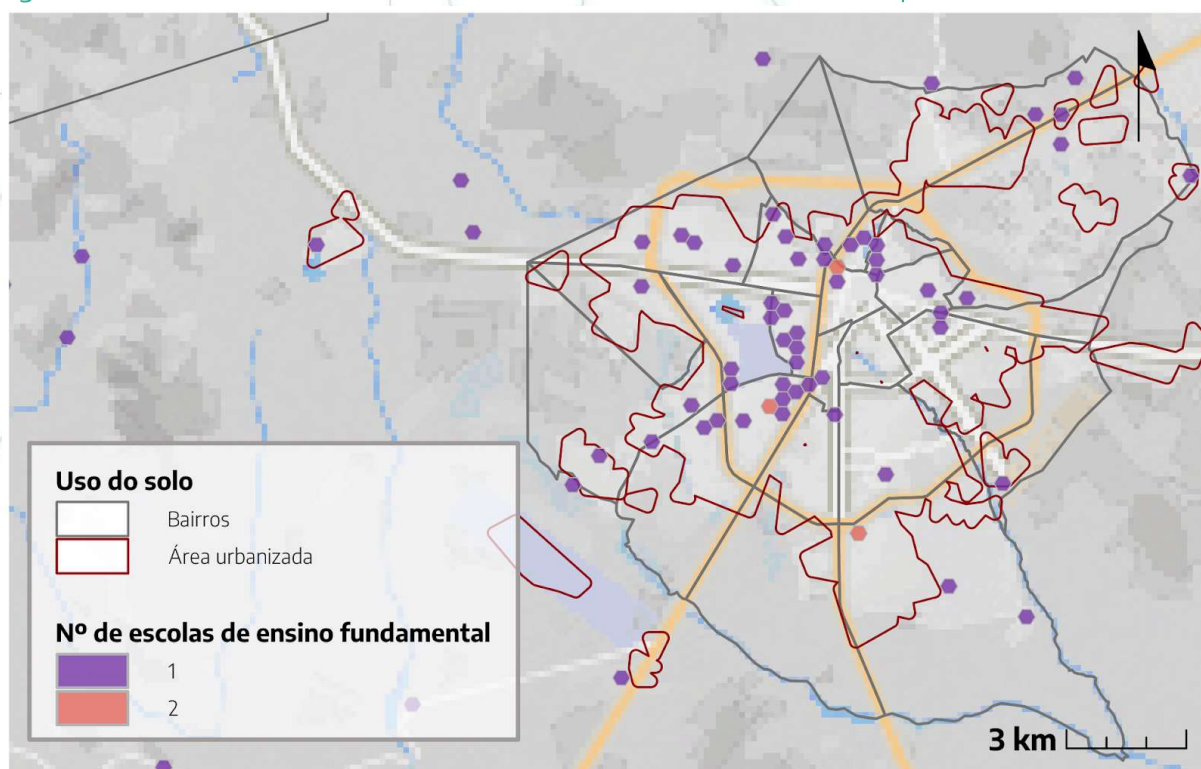 Uso do solo
Bairros
Área urbanizada
Nº de escolas de ensino fundamental
1
2
3 km